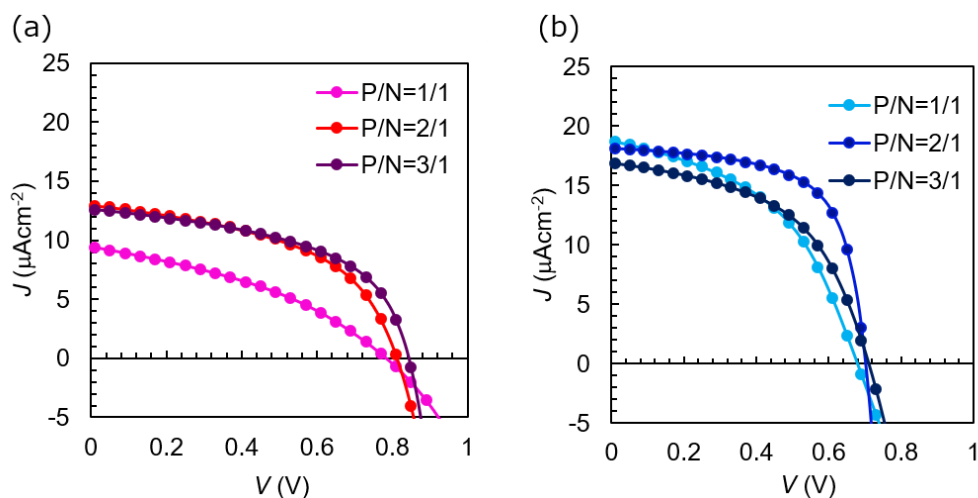 (a)
25
20
15
10
5
0
-5
J (μAcm-2)
P/N=1/1
P/N=2/1
P/N=3/1
0 0.2 0.4 0.6 0.8 1
V (V)
(b)
25
20
15
10
5
0
-5
J (μAcm-2)
P/N=1/1
P/N=2/1
P/N=3/1
0 0.2 0.4 0.6 0.8 1
V (V)